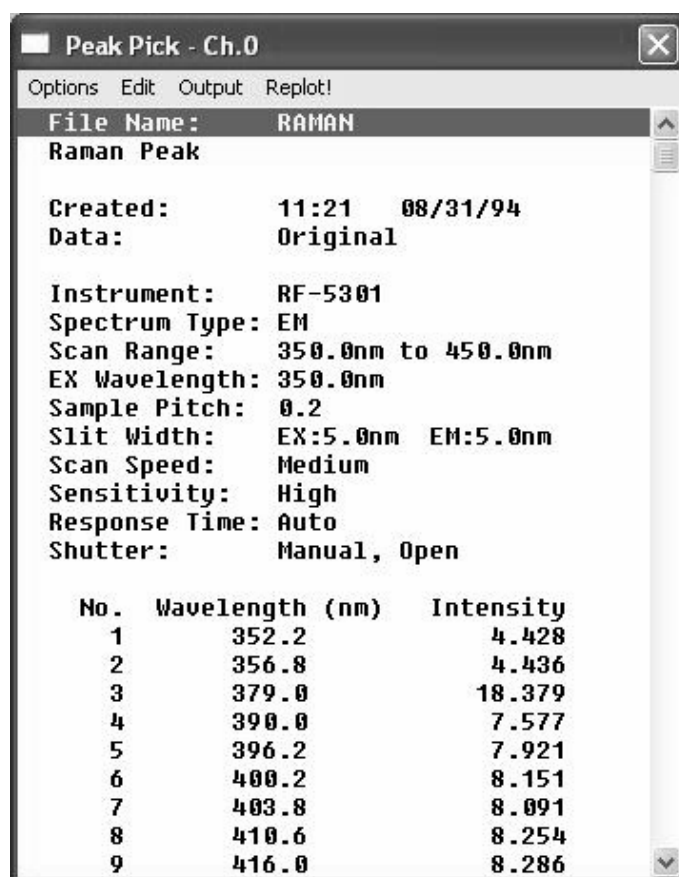 Peak Pick - Ch.0
Options Edit Output Replot!
File Name: RAMAN
Raman Peak
Created: 11:21 08/31/94
Data: Original
Instrument: RF-5301
Spectrum Type: EM
Scan Range: 350.0nm to 450.0nm
EX Wavelength: 350.0nm
Sample Pitch: 0.2
Slit Width: EX:5.0nm EM:5.0nm
Scan Speed: Medium
Sensitivity: High
Response Time: Auto
Shutter: Manual, Open
No. Wavelength (nm) Intensity
1 352.2 4.428
2 356.8 4.436
3 379.0 18.379
4 390.0 7.577
5 396.2 7.921
6 400.2 8.151
7 403.8 8.091
8 410.6 8.254
9 416.0 8.286